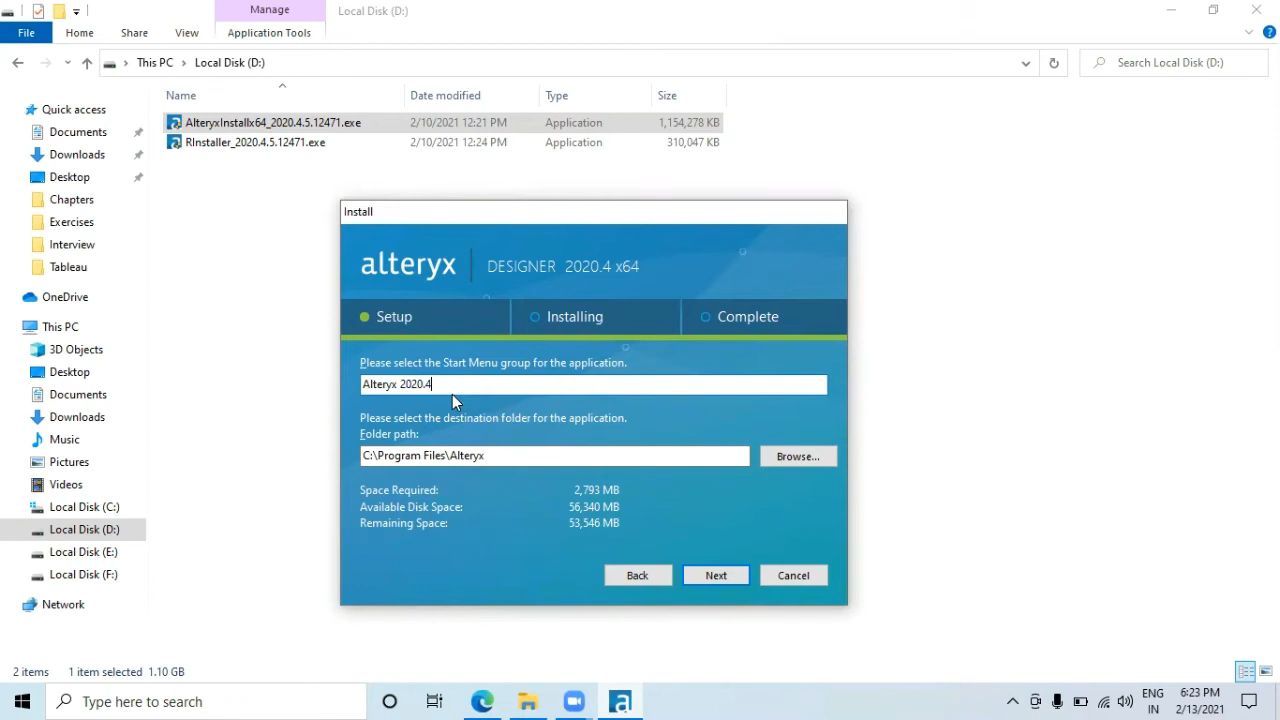 Manage
Local Disk (D:)
File
Home
Share
View
Application Tools
This PC
Local Disk (D:)
Search Local Disk (D:)
Name
Date modified
Type
Size
Quick access
Documents
Downloads
Desktop
Chapters
Exercises
Interview
Tableau
OneDrive
This PC
3D Objects
Desktop
Documents
Downloads
Music
Pictures
Videos
Local Disk (C:)
Local Disk (D:)
Local Disk (E:)
Local Disk (F:)
Network
AlteryxInstallx64_2020.4.5.12471.exe
2/10/2021 12:21 PM
Application
1,154,278 KB
RInstaller_2020.4.5.12471.exe
2/10/2021 12:24 PM
Application
310,047 KB
Install
alteryx
DESIGNER 2020.4 x64
Setup
Installing
Complete
Please select the Start Menu group for the application.
Alteryx 2020.4
Please select the destination folder for the application.
Folder path:
C:\Program Files\Alteryx
Browse...
Space Required: 2,793 MB
Available Disk Space: 56,340 MB
Remaining Space: 53,546 MB
Back
Next
Cancel
2 items
1 item selected 1.10 GB
Type here to search
a
ENG
IN
6:23 PM
2/13/2021